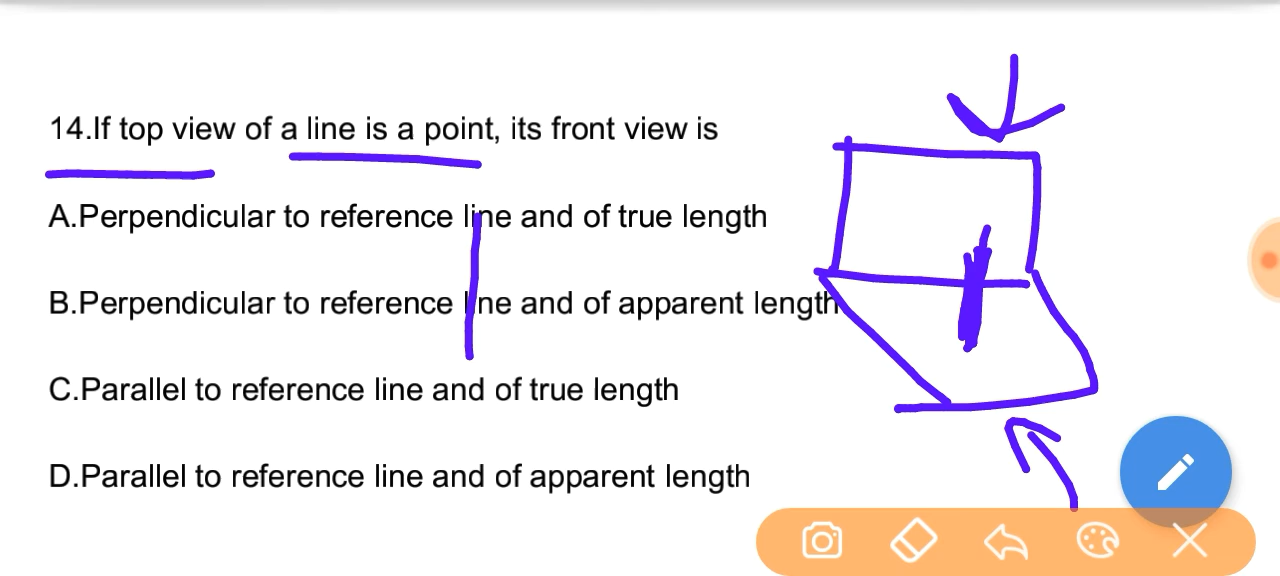 14.If top view of a line is a point, its front view is
A.Perpendicular to reference line and of true length
B.Perpendicular to reference line and of apparent length
C.Parallel to reference line and of true length
D.Parallel to reference line and of apparent length